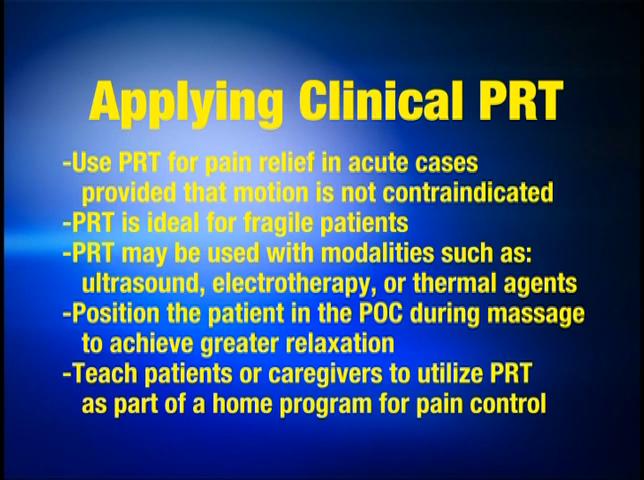 Applying Clinical PRT
-Use PRT for pain relief in acute cases
provided that motion is not contraindicated
-PRT is ideal for fragile patients
-PRT may be used with modalities such as:
ultrasound, electrotherapy, or thermal agents
-Position the patient in the POC during massage
to achieve greater relaxation
-Teach patients or caregivers to utilize PRT
as part of a home program for pain control